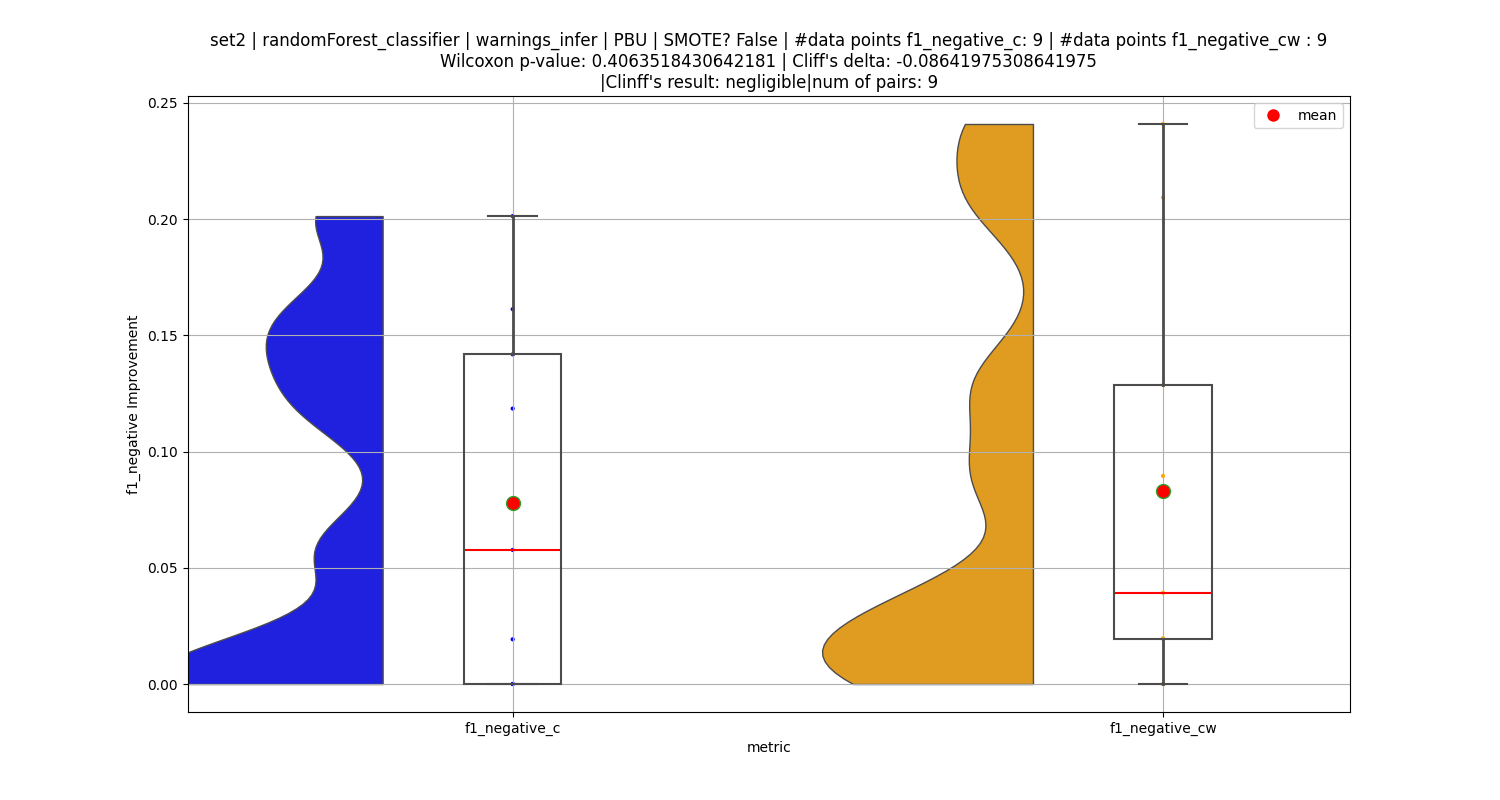 set2 | randomForest_classifier | warnings_infer | PBU | SMOTE? False | #data points f1_negative_c: 9 | #data points f1_negative_cw : 9
Wilcoxon p-value: 0.4063518430642181 | Cliff's delta: -0.08641975308641975
|Clinff's result: negligible|num of pairs: 9
mean
0.25
0.20
0.15
0.10
0.05
0.00
f1_negative Improvement
f1_negative_c
f1_negative_cw
metric